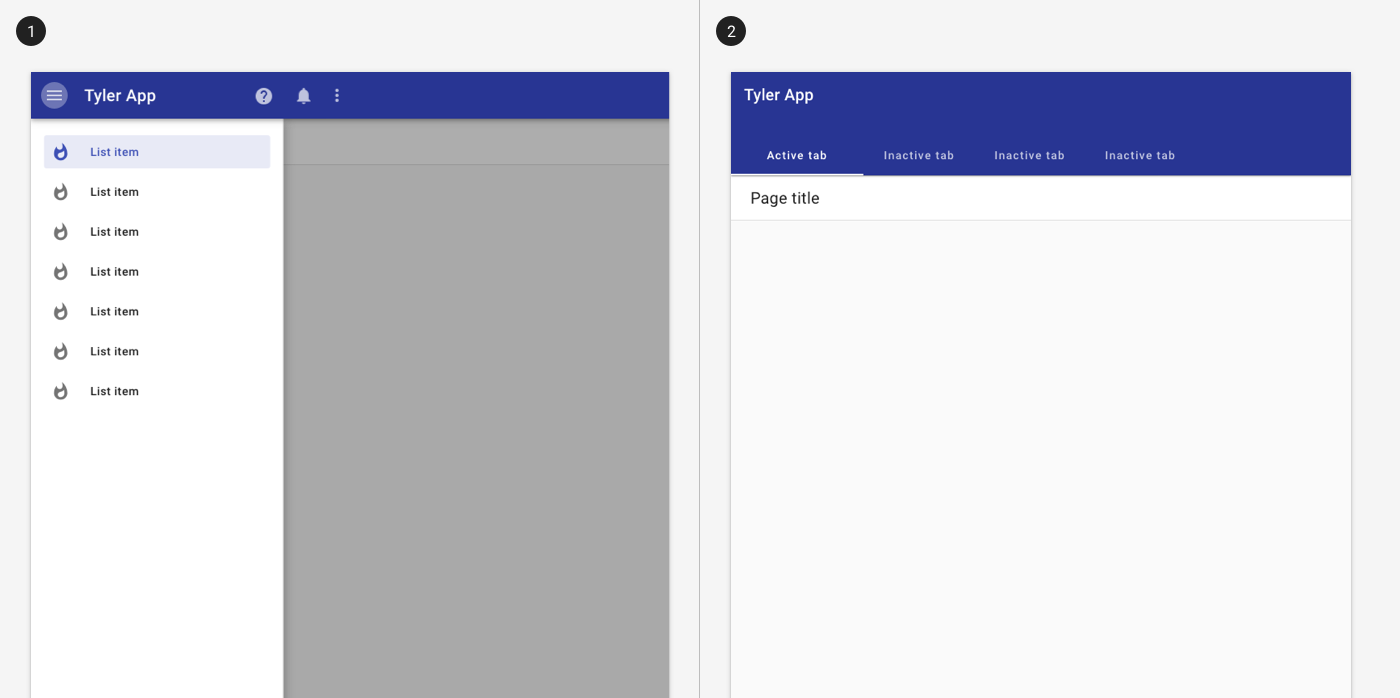 1
Tyler App
List item
List item
List item
List item
List item
List item
List item
2
Tyler App
Active tab Inactive tab Inactive tab Inactive tab
Page title